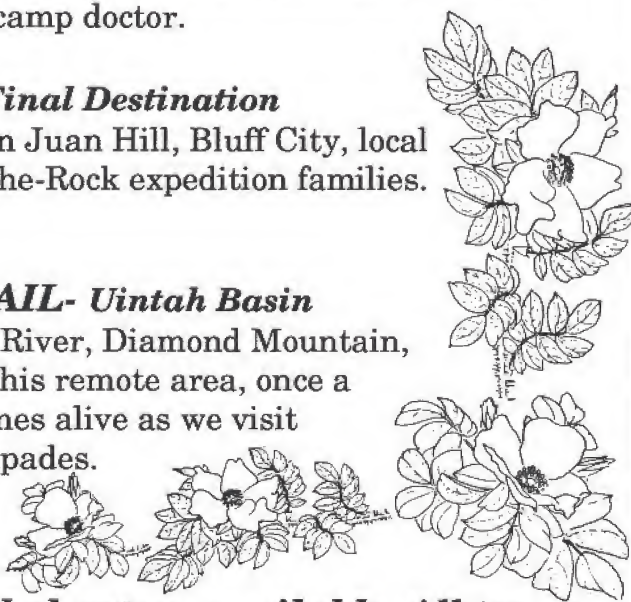 camp doctor.
Final Destination
n Juan Hill, Bluff City, local
he-Rock expedition families.
AIL- Uintah Basin
River, Diamond Mountain,
his remote area, once a
nes alive as we visit
pades.